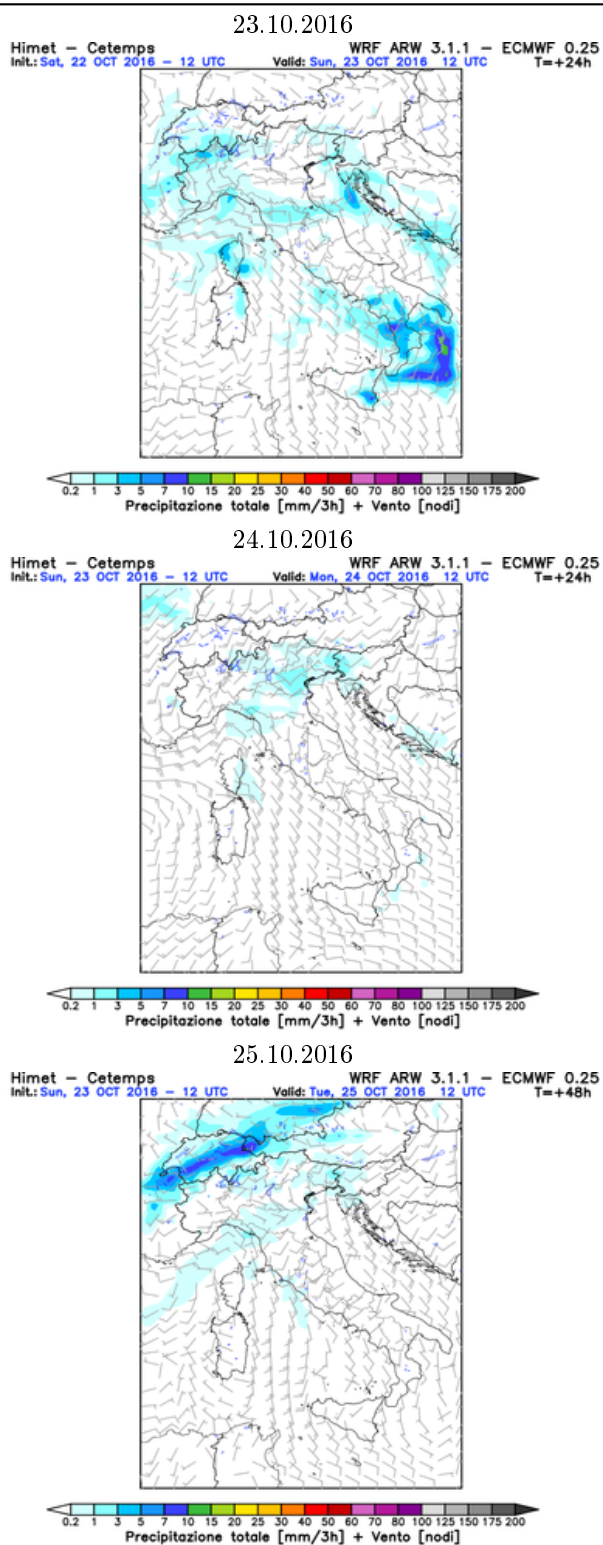 23.10.2016
Himet – Cetemps WRF ARW 3.1.1 – ECMWF 0.25
Init.: Sat, 22 OCT 2016 – 12 UTC Valid: Sun, 23 OCT 2016 12 UTC T=+24h
0.2 1 3 5 7 10 15 20 25 30 40 50 60 70 80 100 125 150 175 200
Precipitazione totale [mm/3h] + Vento [nodi]
24.10.2016
Himet – Cetemps WRF ARW 3.1.1 – ECMWF 0.25
Init.: Sun, 23 OCT 2016 – 12 UTC Valid: Mon, 24 OCT 2016 12 UTC T=+24h
0.2 1 3 5 7 10 15 20 25 30 40 50 60 70 80 100 125 150 175 200
Precipitazione totale [mm/3h] + Vento [nodi]
25.10.2016
Himet – Cetemps WRF ARW 3.1.1 – ECMWF 0.25
Init.: Sun, 23 OCT 2016 – 12 UTC Valid: Tue, 25 OCT 2016 12 UTC T=+48h
0.2 1 3 5 7 10 15 20 25 30 40 50 60 70 80 100 125 150 175 200
Precipitazione totale [mm/3h] + Vento [nodi]